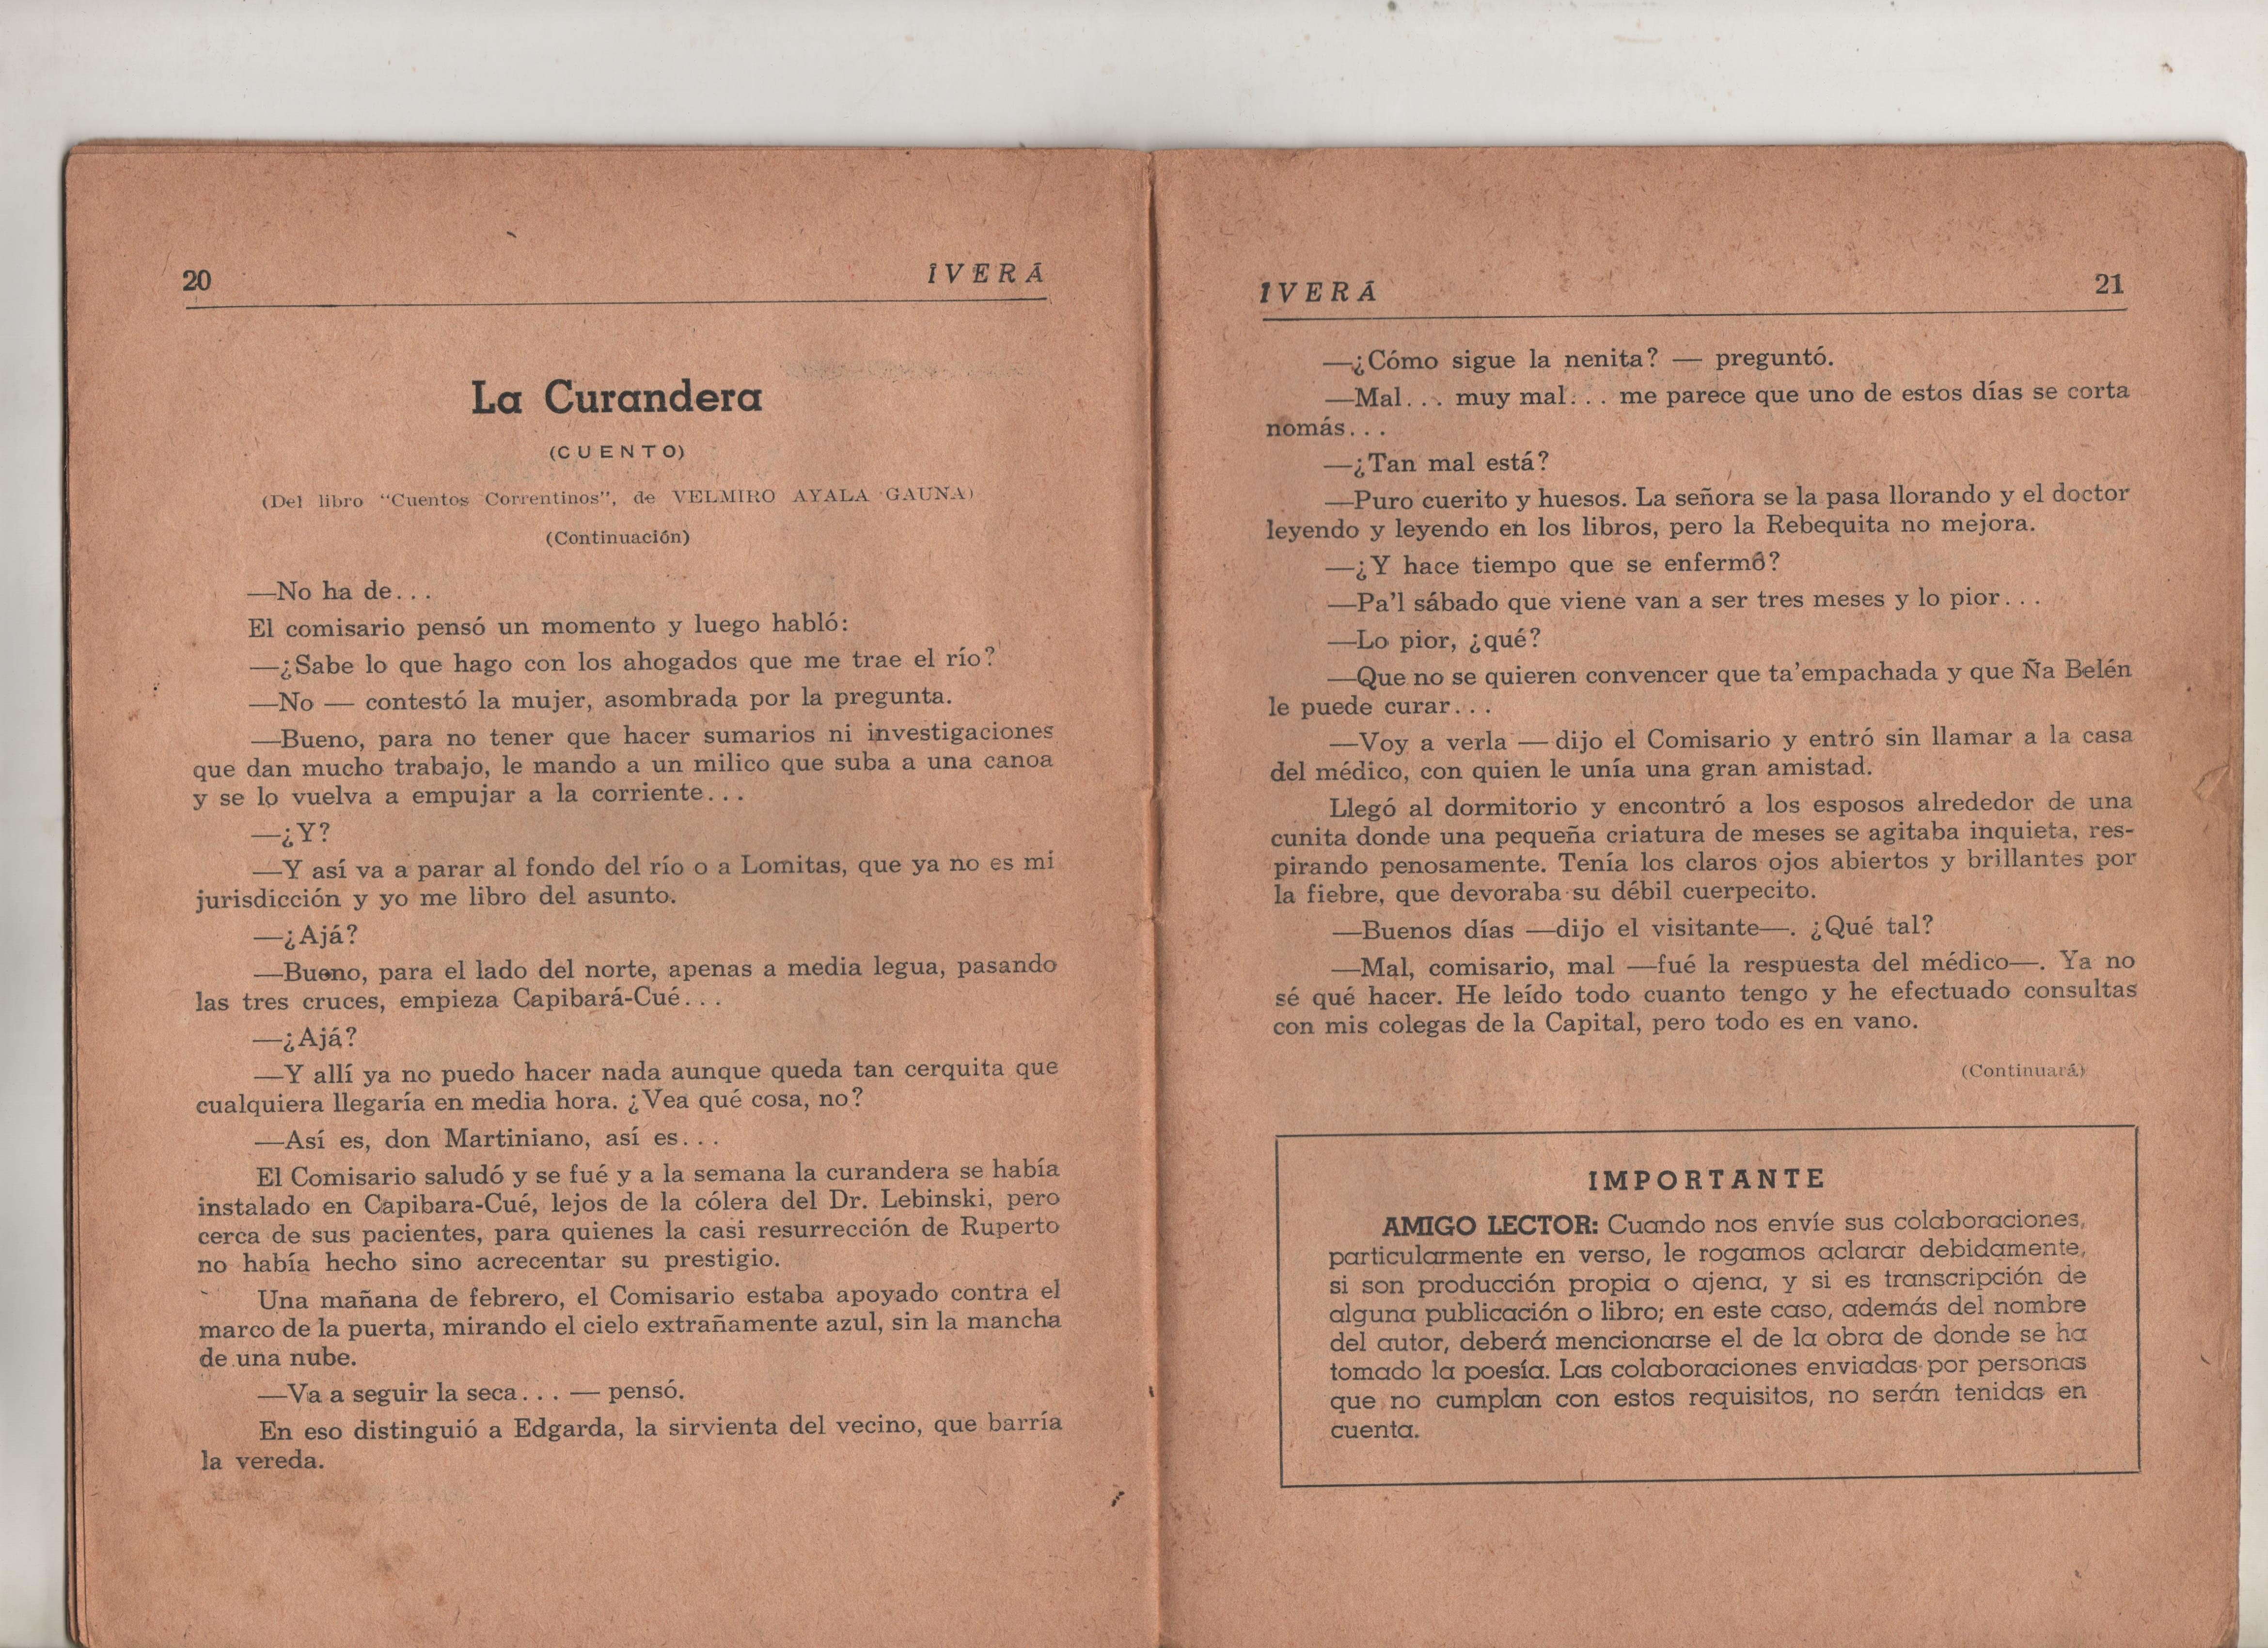 20
ÎVERÁ
La Curandera
(CUENTO)
(Del libro "Cuentos Correntinos", de VELMIRO AYALA GAUNA)
(Continuación)
—No ha de...
El comisario pensó un momento y luego habló:
—¿Sabe lo que hago con los ahogados que me trae el río?
—No — contestó la mujer, asombrada por la pregunta.
—Bueno, para no tener que hacer sumarios ni investigaciones
que dan mucho trabajo, le mando a un milico que suba a una canoa
y se lo vuelva a empujar a la corriente...
—¿Y?
—Y así va a parar al fondo del río o a Lomitas, que ya no es mi
jurisdicción y yo me libro del asunto.
—¿Ajá?
—Bueno, para el lado del norte, apenas a media legua, pasando
las tres cruces, empieza Capibará-Cué...
—¿Ajá?
—Y allí ya no puedo hacer nada aunque queda tan cerquita que
cualquiera llegaría en media hora. ¿Vea qué cosa, no?
—Así es, don Martiniano, así es...
El Comisario saludó y se fué y a la semana la curandera se había
instalado en Capibara-Cué, lejos de la cólera del Dr. Lebinski, pero
cerca de sus pacientes, para quienes la casi resurrección de Ruperto
no había hecho sino acrecentar su prestigio.
Una mañana de febrero, el Comisario estaba apoyado contra el
marco de la puerta, mirando el cielo extrañamente azul, sin la mancha
de una nube.
—Va a seguir la seca... — pensó.
En eso distinguió a Edgarda, la sirvienta del vecino, que barría
la vereda.
ÎVERÁ
21
—¿Cómo sigue la nenita? — preguntó.
—Mal... muy mal... me parece que uno de estos días se corta
nomás...
—¿Tan mal está?
—Puro cuerito y huesos. La señora se la pasa llorando y el doctor
leyendo y leyendo en los libros, pero la Rebequita no mejora.
—¿Y hace tiempo que se enfermó?
—Pa'l sábado que viene van a ser tres meses y lo pior...
—Lo pior, ¿qué?
—Que no se quieren convencer que ta'empachada y que Ña Belén
le puede curar...
—Voy a verla — dijo el Comisario y entró sin llamar a la casa
del médico, con quien le unía una gran amistad.
Llegó al dormitorio y encontró a los esposos alrededor de una
cunita donde una pequeña criatura de meses se agitaba inquieta, res-
pirando penosamente. Tenía los claros ojos abiertos y brillantes por
la fiebre, que devoraba su débil cuerpecito.
—Buenos días —dijo el visitante—. ¿Qué tal?
—Mal, comisario, mal —fué la respuesta del médico—. Ya no
sé qué hacer. He leído todo cuanto tengo y he efectuado consultas
con mis colegas de la Capital, pero todo es en vano.
(Continuará)
IMPORTANTE
AMIGO LECTOR: Cuando nos envíe sus colaboraciones,
particularmente en verso, le rogamos aclarar debidamente,
si son producción propia o ajena, y si es transcripción de
alguna publicación o libro; en este caso, además del nombre
del autor, deberá mencionarse el de la obra de donde se ha
tomado la poesía. Las colaboraciones enviadas por personas
que no cumplan con estos requisitos, no serán tenidas en
cuenta.